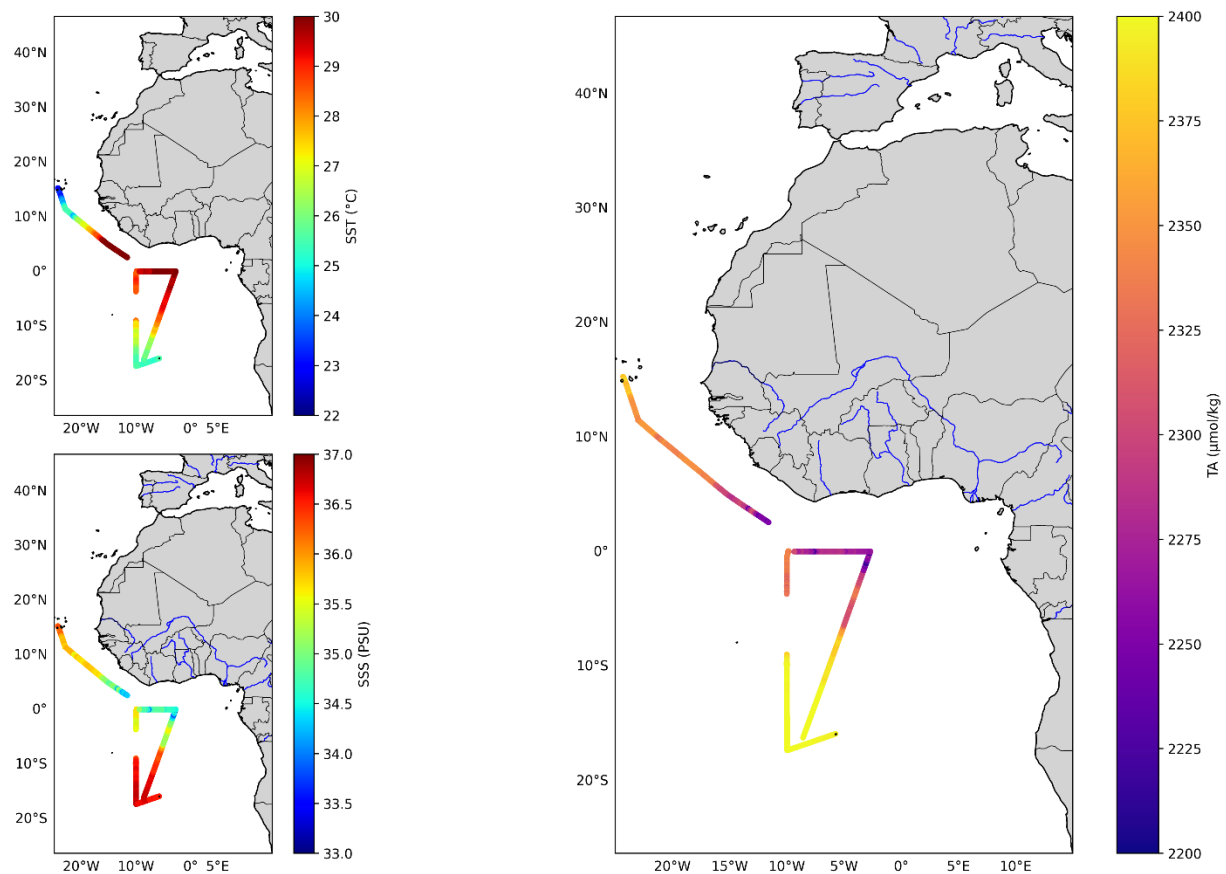 40°N
30°N
20°N
10°N
0°
10°S
20°S
20°W 10°W 0° 5°E
30
29
28
27
26
25
24
23
22
SST (°C)
40°N
30°N
20°N
10°N
0°
10°S
20°S
20°W 10°W 0° 5°E
37.0
36.5
36.0
35.5
35.0
34.5
34.0
33.5
33.0
SSS (PSU)
40°N
30°N
20°N
10°N
0°
10°S
20°S
20°W 15°W 10°W 5°W 0° 5°E 10°E
2400
2375
2350
2325
2300
2275
2250
2225
2200
TA (μmol/kg)